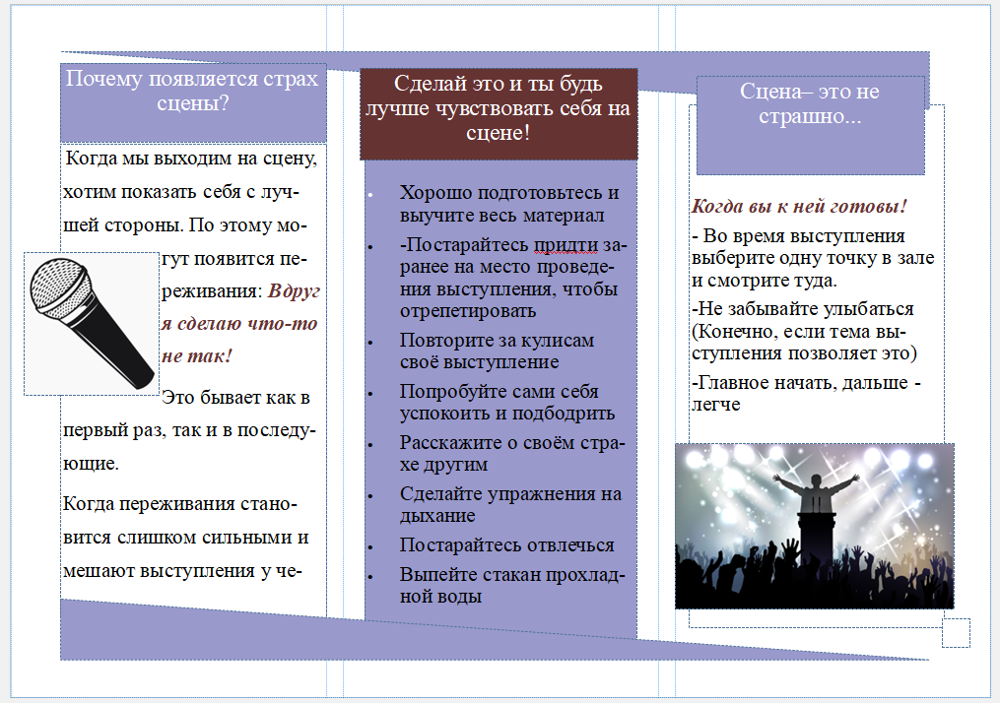 Почему появляется страх
сцены?
Когда мы выходим на сцену,
хотим показать себя с луч-
шей стороны. По этому мо-
гут появится пе-
реживания: Вдруг
я сделаю что-то
не так!
Это бывает как в
первый раз, так и в последу-
ющие.
Когда переживания стано-
вится слишком сильными и
мешают выступления у че-
Сделай это и ты будь
лучше чувствовать себя на
сцене!
• Хорошо подготовьтесь и
выучите весь материал
• -Постарайтесь придти за-
ранее на место проведе-
ния выступления, чтобы
отрепетировать
• Повторите за кулисам
своё выступление
• Попробуйте сами себя
успокоить и подбодрить
• Расскажите о своём стра-
хе другим
• Сделайте упражнения на
дыхание
• Постарайтесь отвлечься
• Выпейте стакан прохлад-
ной воды
Сцена– это не
страшно...
Когда вы к ней готовы!
- Во время выступления
выберите одну точку в зале
и смотрите туда.
-Не забывайте улыбаться
(Конечно, если тема вы-
ступления позволяет это)
-Главное начать, дальше -
легче